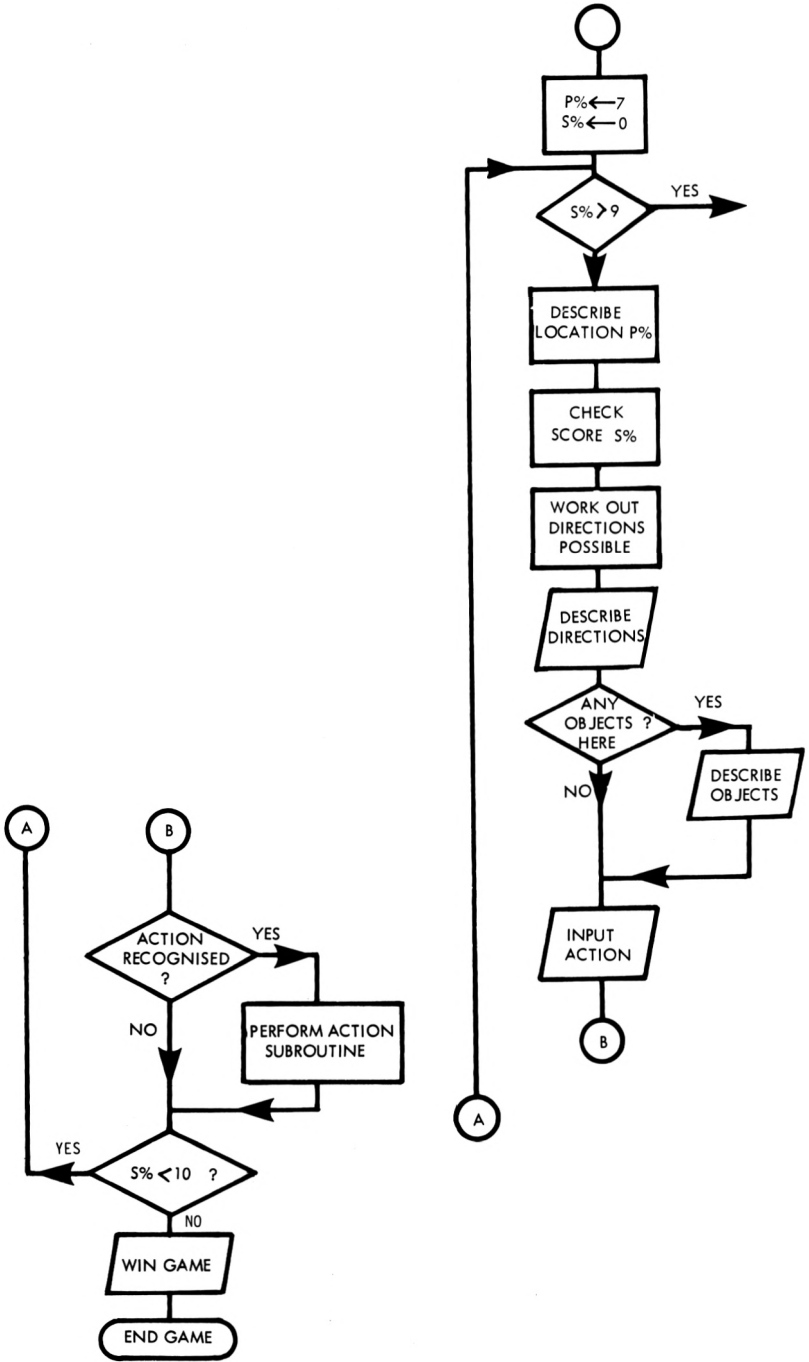 P%←7
S%←0
S%>9
YES
DESCRIBE
LOCATION P%
CHECK
SCORE S%
WORK OUT
DIRECTIONS
POSSIBLE
DESCRIBE
DIRECTIONS
ANY
OBJECTS ?
HERE
YES
NO
DESCRIBE
OBJECTS
INPUT
ACTION
B
A
A
B
ACTION
RECOGNISED
?
YES
NO
PERFORM ACTION
SUBROUTINE
S%<10 ?
YES
NO
WIN GAME
END GAME